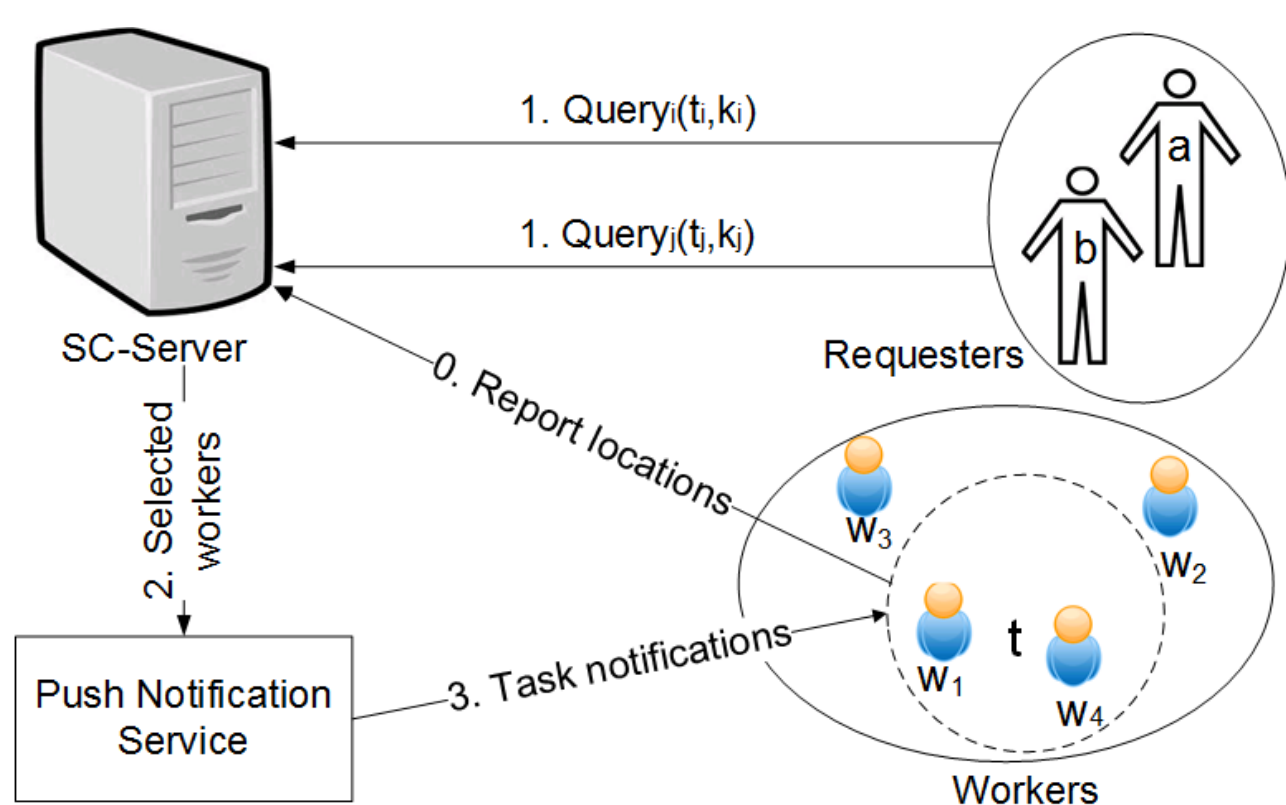 1. Queryi(ti,ki)
a
1. Queryj(tj,kj)
b
SC-Server
Requesters
0. Report locations
2. Selected
workers
w3
w2
w1
t
w4
3. Task notifications
Push Notification
Service
Workers